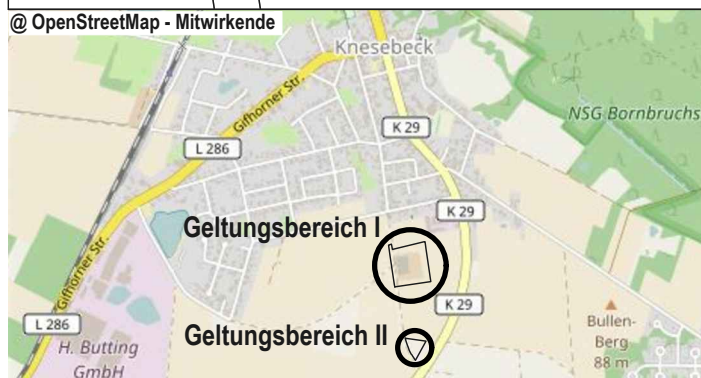 @ OpenStreetMap - Mitwirkende
Knesebeck
Gifhorner Str.
NSG Bornbruchs
K 29
L 286
K 29
Geltungsbereich I
Gifhorner Str.
K 29
L 286
Geltungsbereich II
Bullen-
Berg
88 m
H. Butting
GmbH